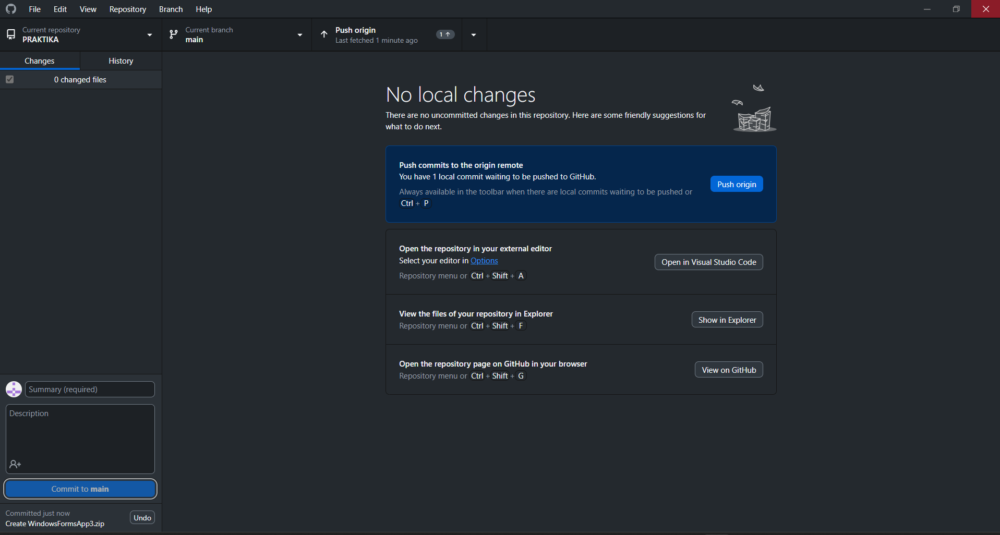 File Edit View Repository Branch Help
Current repository
PRAKTIKA
Current branch
main
Push origin
Last fetched 1 minute ago
1
Changes History
0 changed files
No local changes
There are no uncommitted changes in this repository. Here are some friendly suggestions for
what to do next.
Push commits to the origin remote
You have 1 local commit waiting to be pushed to GitHub.
Always available in the toolbar when there are local commits waiting to be pushed or
Ctrl + P
Push origin
Open the repository in your external editor
Select your editor in Options
Repository menu or Ctrl + Shift + A
Open in Visual Studio Code
View the files of your repository in Explorer
Repository menu or Ctrl + Shift + F
Show in Explorer
Open the repository page on GitHub in your browser
Repository menu or Ctrl + Shift + G
View on GitHub
Summary (required)
Description
Commit to main
Committed just now
Create WindowsFormsApp3.zip
Undo